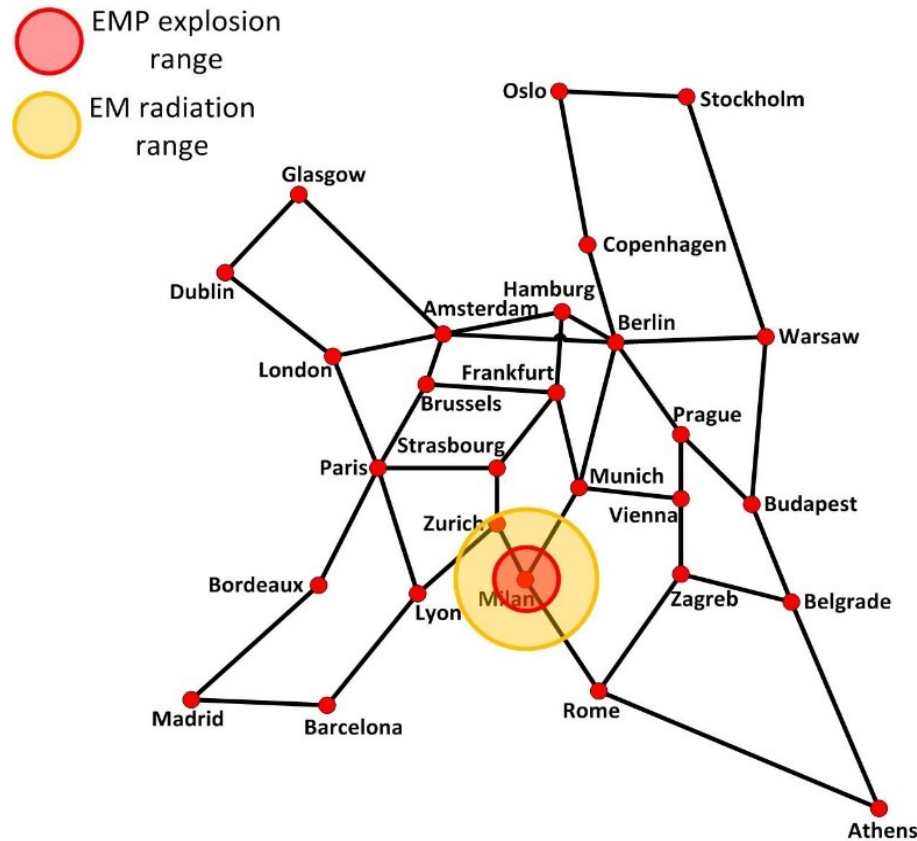 EMP explosion
range
EM radiation
range
Oslo
Stockholm
Glasgow
Copenhagen
Dublin
Hamburg
Amsterdam
Berlin
Warsaw
London
Frankfurt
Brussels
Prague
Strasbourg
Paris
Munich
Vienna
Budapest
Zurich
Bordeaux
Lyon
Milan
Zagreb
Belgrade
Madrid
Barcelona
Rome
Athens